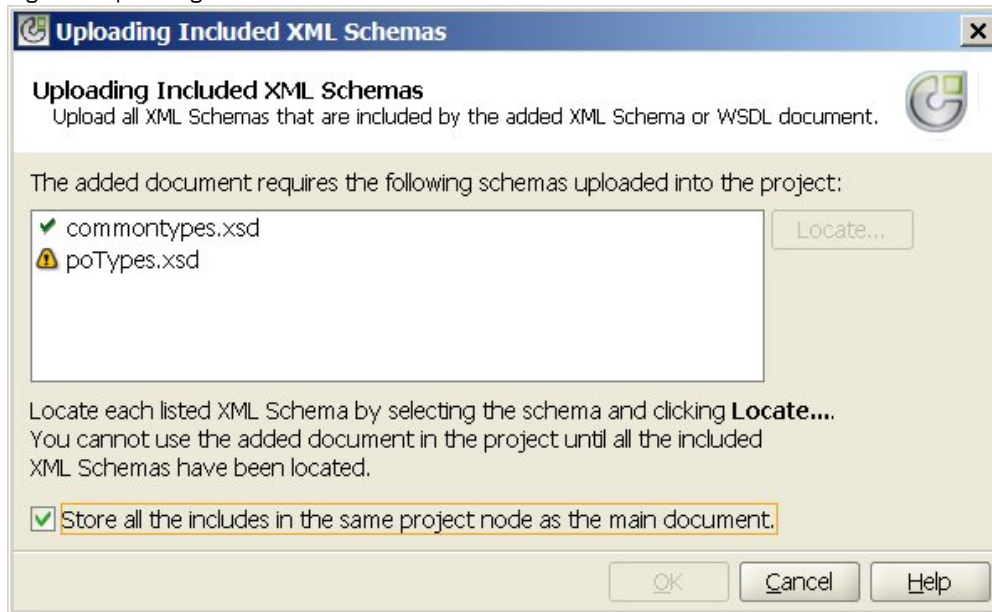 Uploading Included XML Schemas
Uploading Included XML Schemas
Upload all XML Schemas that are included by the added XML Schema or WSDL document.
The added document requires the following schemas uploaded into the project:
commontypes.xsd
Locate...
poTypes.xsd
Locate each listed XML Schema by selecting the schema and clicking Locate....
You cannot use the added document in the project until all the included
XML Schemas have been located.
Store all the includes in the same project node as the main document.
OK
Cancel
Help